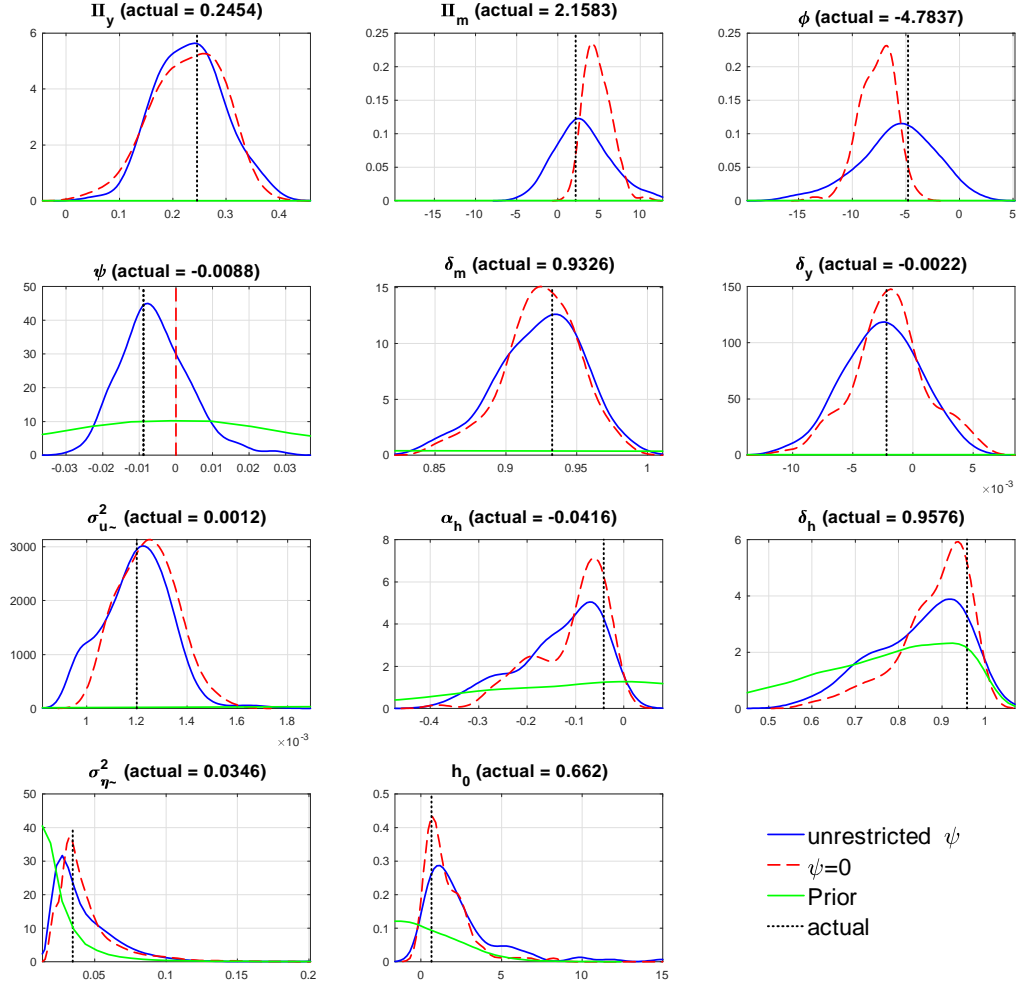 Π_y (actual = 0.2454)
6
4
2
0
0 0.1 0.2 0.3 0.4
Π_m (actual = 2.1583)
0.25
0.2
0.15
0.1
0.05
0
-15 -10 -5 0 5 10
ϕ (actual = -4.7837)
0.25
0.2
0.15
0.1
0.05
0
-15 -10 -5 0 5
ψ (actual = -0.0088)
50
40
30
20
10
0
-0.03 -0.02 -0.01 0 0.01 0.02 0.03
δ_m (actual = 0.9326)
15
10
5
0
0.85 0.9 0.95 1
δ_y (actual = -0.0022)
150
100
50
0
-10 -5 0 5
×10^-3
σ^2_u~ (actual = 0.0012)
3000
2000
1000
0
1 1.2 1.4 1.6 1.8
×10^-3
α_h (actual = -0.0416)
8
6
4
2
0
-0.4 -0.3 -0.2 -0.1 0
δ_h (actual = 0.9576)
6
4
2
0
0.5 0.6 0.7 0.8 0.9 1
σ^2_η~ (actual = 0.0346)
50
40
30
20
10
0
0.05 0.1 0.15 0.2
h_0 (actual = 0.662)
0.5
0.4
0.3
0.2
0.1
0
0 5 10 15
unrestricted ψ
ψ=0
Prior
actual